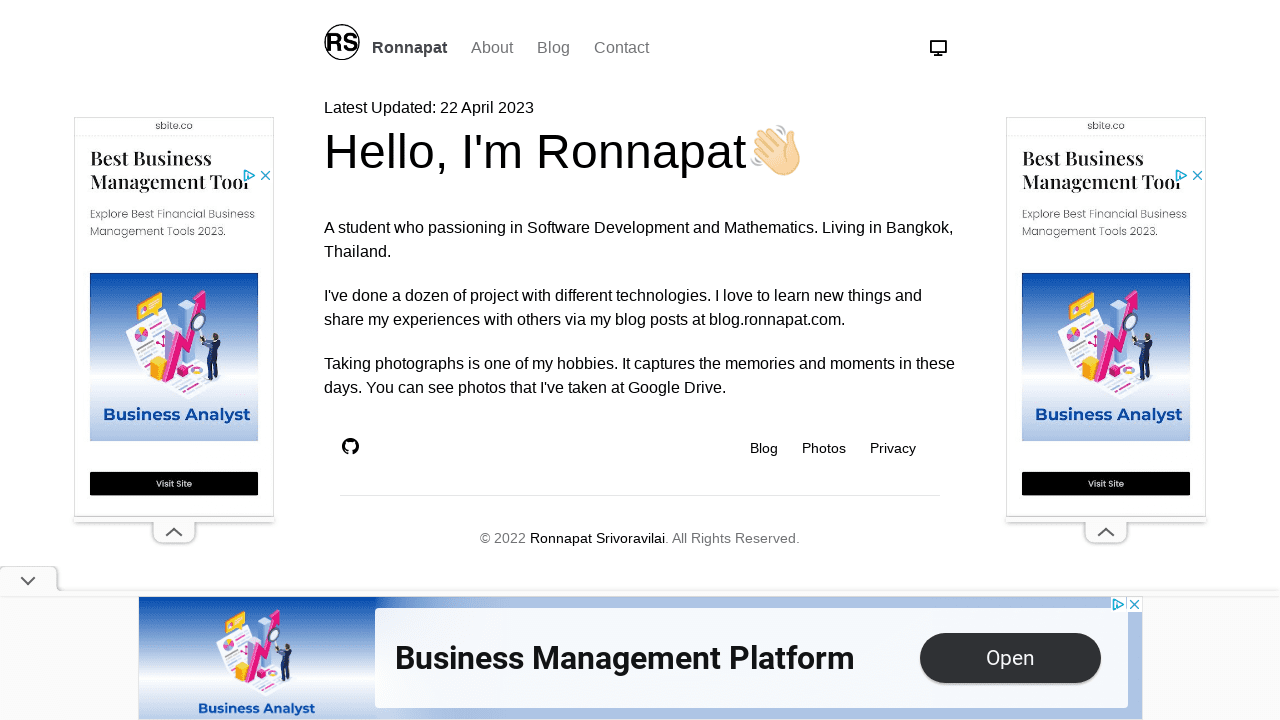 RS Ronnapat About Blog Contact
Latest Updated: 22 April 2023
Hello, I'm Ronnapat
A student who passioning in Software Development and Mathematics. Living in Bangkok,
Thailand.
I've done a dozen of project with different technologies. I love to learn new things and
share my experiences with others via my blog posts at blog.ronnapat.com.
Taking photographs is one of my hobbies. It captures the memories and moments in these
days. You can see photos that I've taken at Google Drive.
Blog Photos Privacy
© 2022 Ronnapat Srivoravilai. All Rights Reserved.
sbite.co
Best Business
Management Tool
Explore Best Financial Business
Management Tools 2023.
Business Analyst
Visit Site
sbite.co
Best Business
Management Tool
Explore Best Financial Business
Management Tools 2023.
Business Analyst
Visit Site
Business Analyst
Business Management Platform
Open